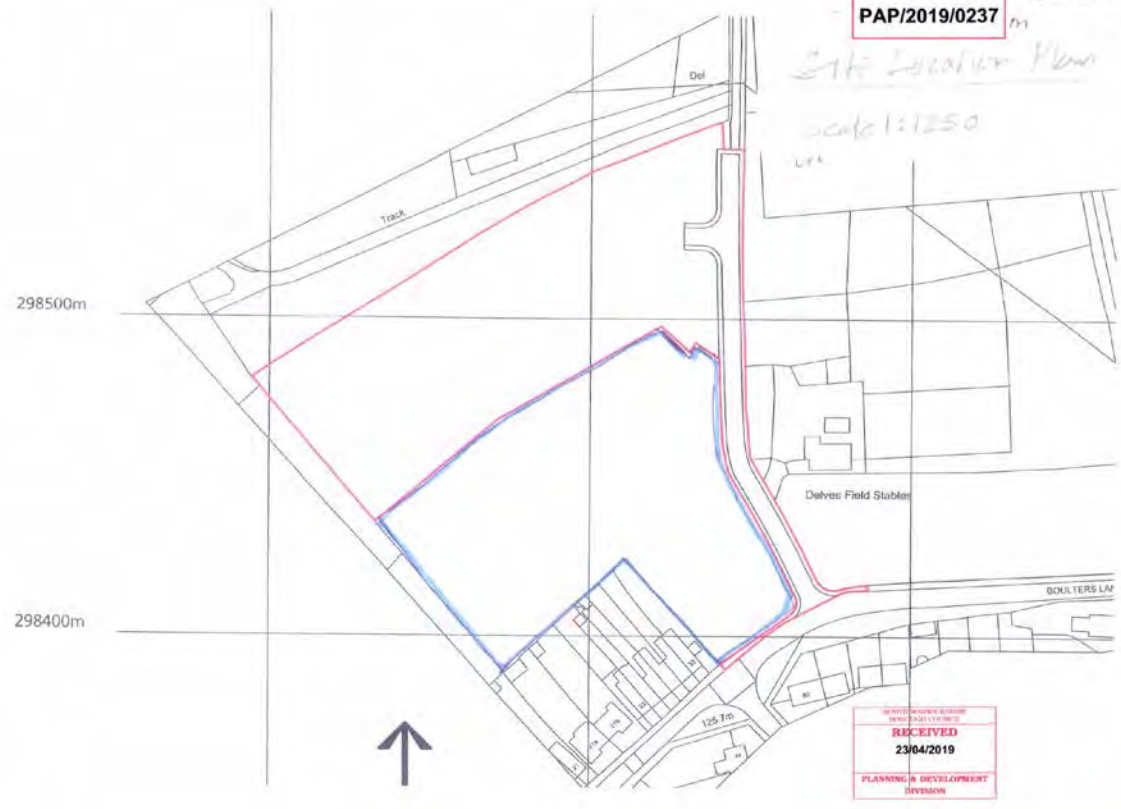 PAP/2019/0237
Site Location Plan
Scale 1:1250
Del
Track
298500m
Delves Field Stables
BOULTERS LAN
298400m
125.7m
RECEIVED
23/04/2019
PLANNING & DEVELOPMENT
DIVISION